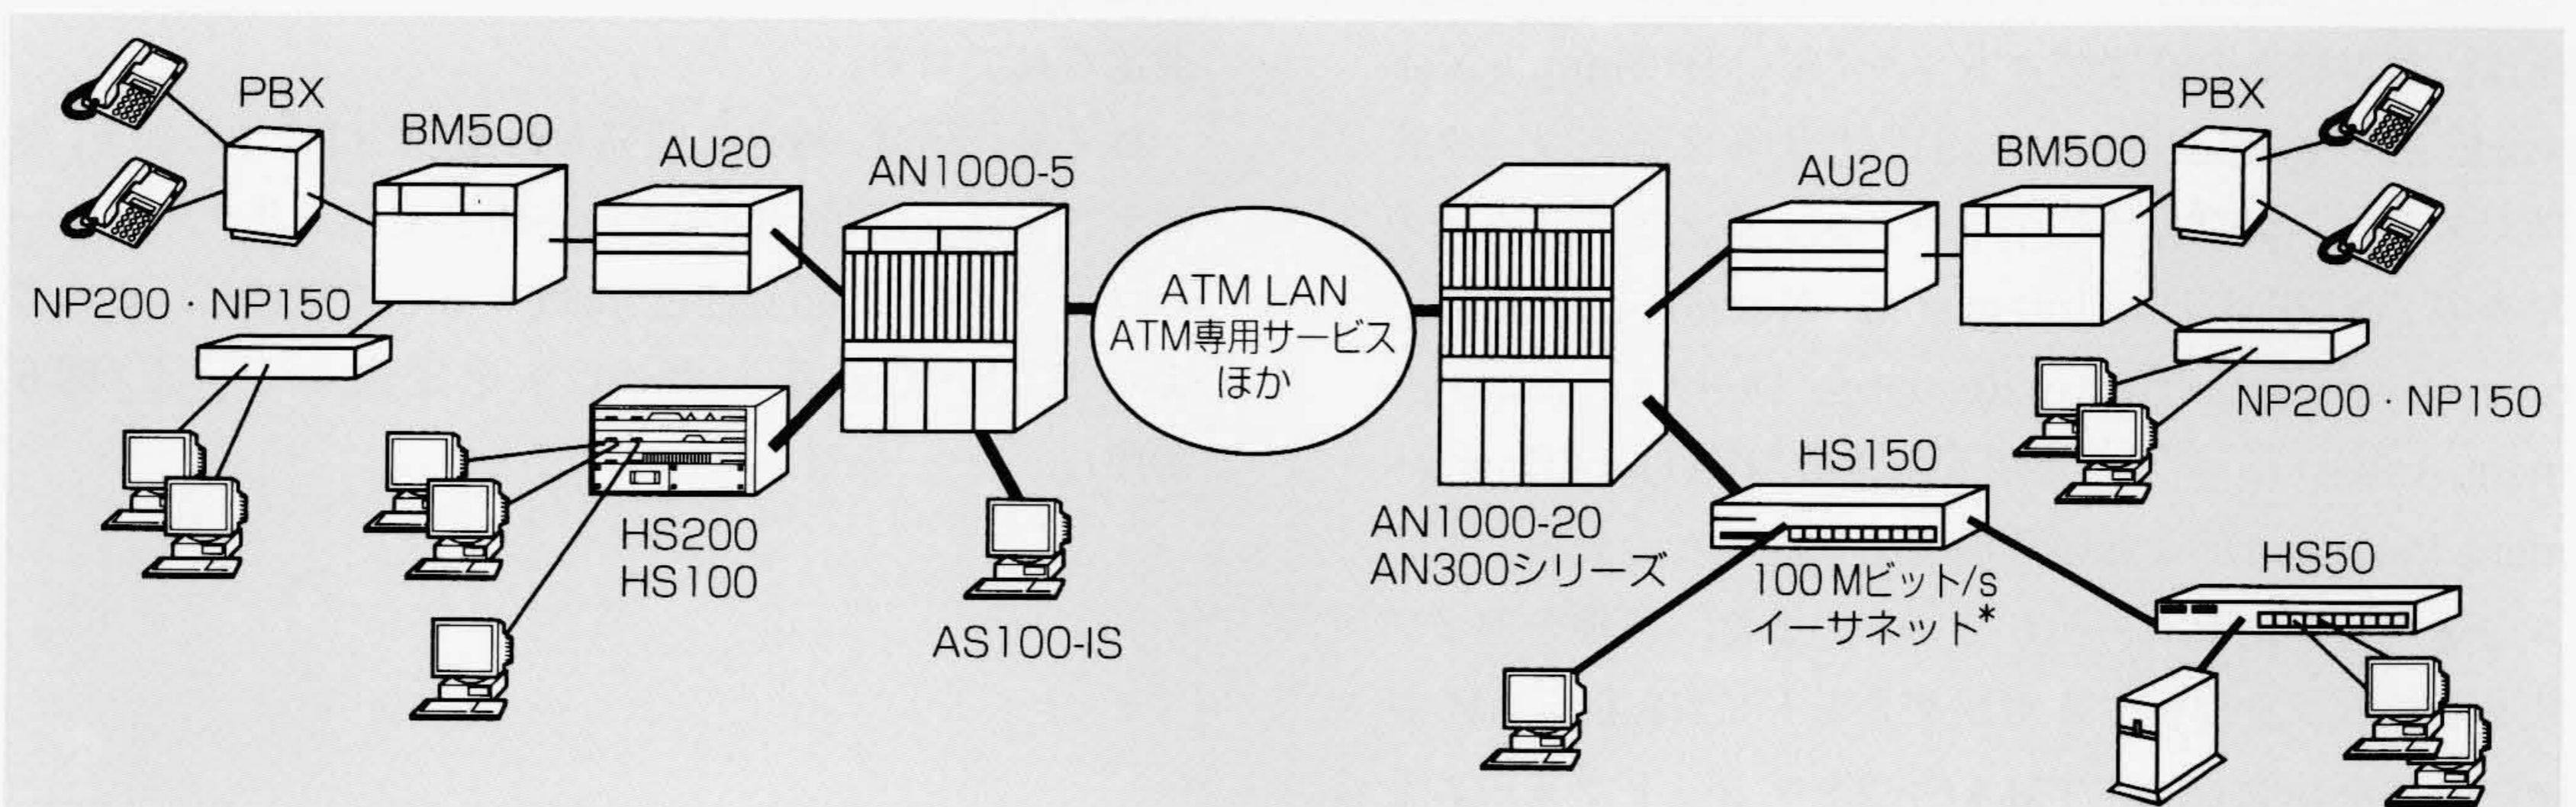 PBX
BM500
AU20
AN1000-5
NP200・NP150
HS200
HS100
AS100-IS
ATM LAN
ATM専用サービス
ほか
AN1000-20
AN300シリーズ
AU20
BM500
PBX
NP200・NP150
HS150
100 Mビット/s
イーサネット*
HS50